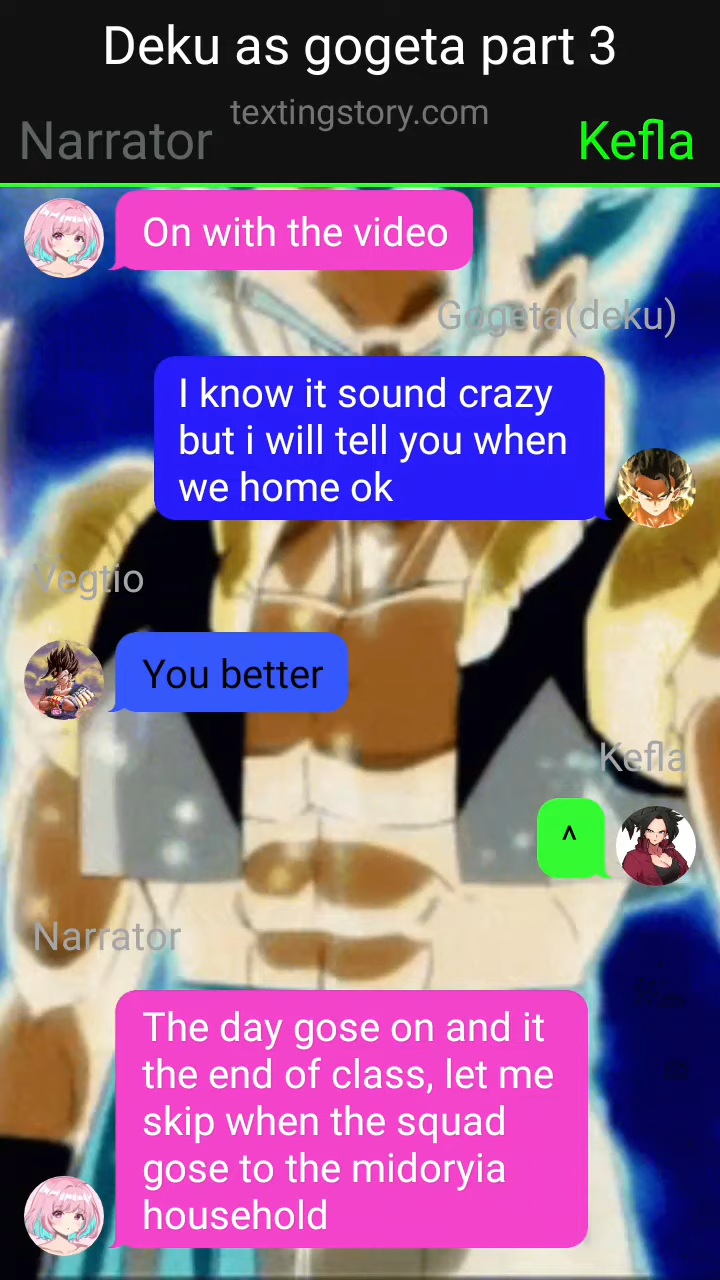 Deku as gogeta part 3
textingstory.com
Narrator
Kefla
On with the video
Gogeta(deku)
I know it sound crazy
but i will tell you when
we home ok
Vegtio
You better
Kefla
^
Narrator
The day gose on and it
the end of class, let me
skip when the squad
gose to the midoryia
household